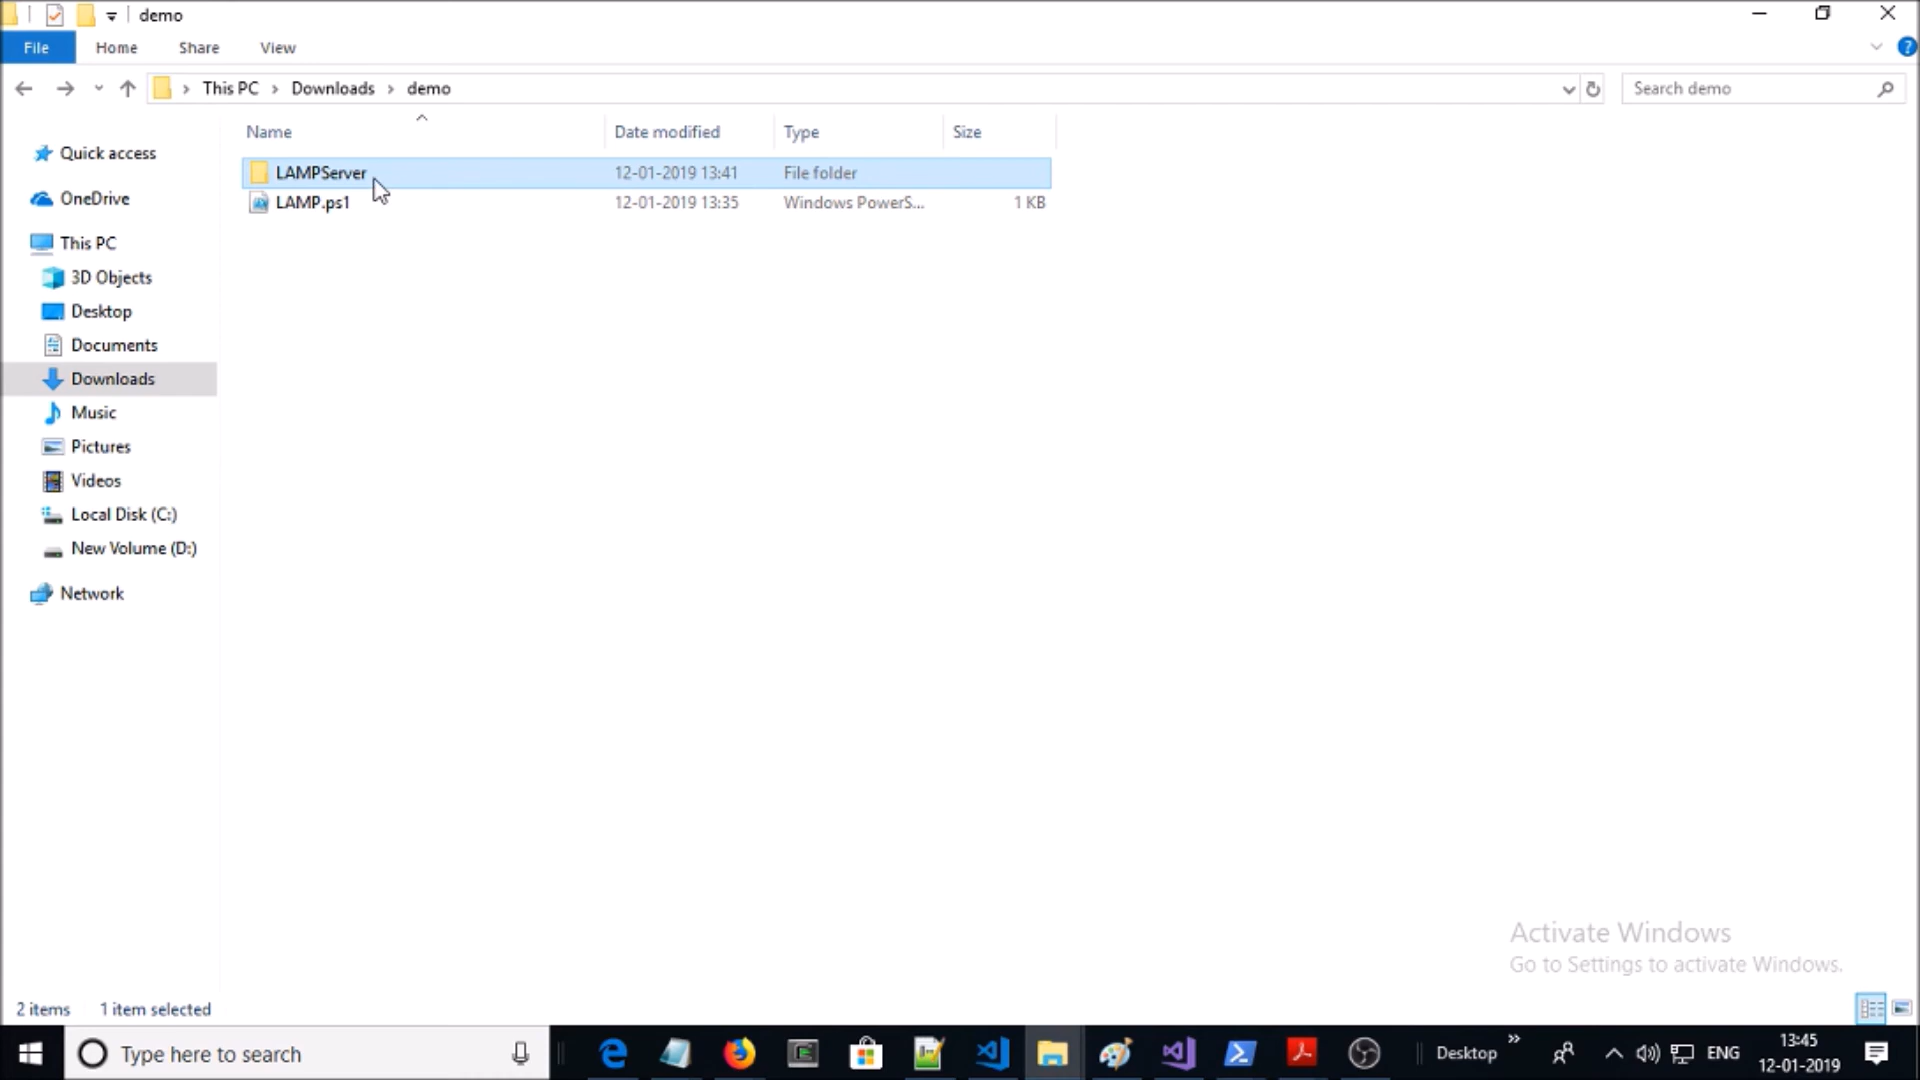 demo
File Home Share View
This PC Downloads demo
Search demo
Name Date modified Type Size
LAMPServer 12-01-2019 13:41 File folder
LAMP.ps1 12-01-2019 13:35 Windows PowerS... 1 KB
Quick access
OneDrive
This PC
3D Objects
Desktop
Documents
Downloads
Music
Pictures
Videos
Local Disk (C:)
New Volume (D:)
Network
Activate Windows
Go to Settings to activate Windows.
2 items 1 item selected
Type here to search
Desktop
ENG
13:45
12-01-2019